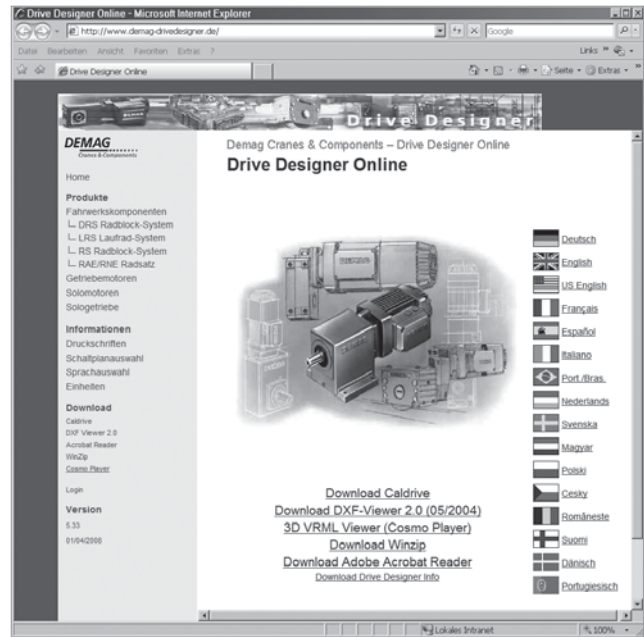 Drive Designer Online - Microsoft Internet Explorer
http://www.demag-drivedesigner.de/
Google
Datei Bearbeiten Ansicht Favoriten Extras ?
Links »
Drive Designer Online
Seite
Extras
Drive Designer
DEMAG
Cranes & Components
Home
Produkte
Fahrwerkskomponenten
DRS Radblock-System
LRS Laufrad-System
RS Radblock-System
RAE/RNE Radsatz
Getriebemotoren
Solomotoren
Sologetriebe
Informationen
Druckschriften
Schaltplanauswahl
Sprachauswahl
Einheiten
Download
Caldrive
DXF Viewer 2.0
Acrobat Reader
WinZip
Cosmo Player
Login
Version
5.33
01/04/2008
Demag Cranes & Components – Drive Designer Online
Drive Designer Online
DEMAG
Deutsch
English
US English
Français
Español
Italiano
Port./Bras.
Nederlands
Svenska
Magyar
Polski
Cesky
Româneste
Suomi
Dänisch
Portugiesisch
Download Caldrive
Download DXF-Viewer 2.0 (05/2004)
3D VRML Viewer (Cosmo Player)
Download Winzip
Download Adobe Acrobat Reader
Download Drive Designer Info
Lokales Intranet
100%